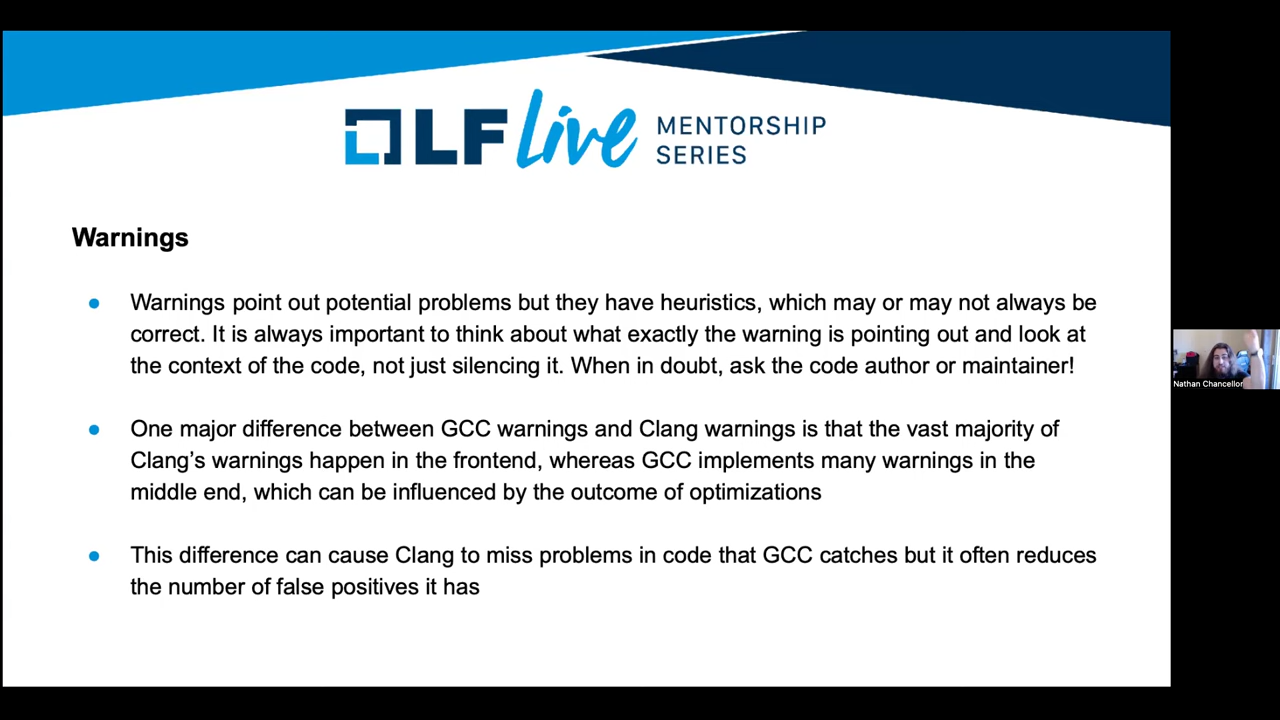 LF Live MENTORSHIP
SERIES
Warnings
● Warnings point out potential problems but they have heuristics, which may or may not always be
correct. It is always important to think about what exactly the warning is pointing out and look at
the context of the code, not just silencing it. When in doubt, ask the code author or maintainer!
● One major difference between GCC warnings and Clang warnings is that the vast majority of
Clang’s warnings happen in the frontend, whereas GCC implements many warnings in the
middle end, which can be influenced by the outcome of optimizations
● This difference can cause Clang to miss problems in code that GCC catches but it often reduces
the number of false positives it has
Nathan Chancellor